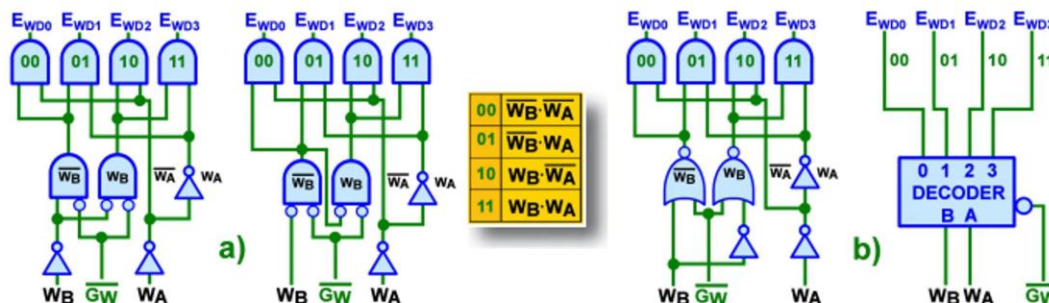 EWD0 EWD1 EWD2 EWD3
00 01 10 11
WB WB WA WA
WB GW WA
a)
EWD0 EWD1 EWD2 EWD3
00 01 10 11
WB WB WA WA
WB GW WA
00 WB·WA
01 WB·WA
10 WB·WA
11 WB·WA
EWD0 EWD1 EWD2 EWD3
00 01 10 11
WB WB WA WA
WB GW WA
b)
EWD0 EWD1 EWD2 EWD3
00 01 10 11
0 1 2 3
DECODER
B A
WB WA GW